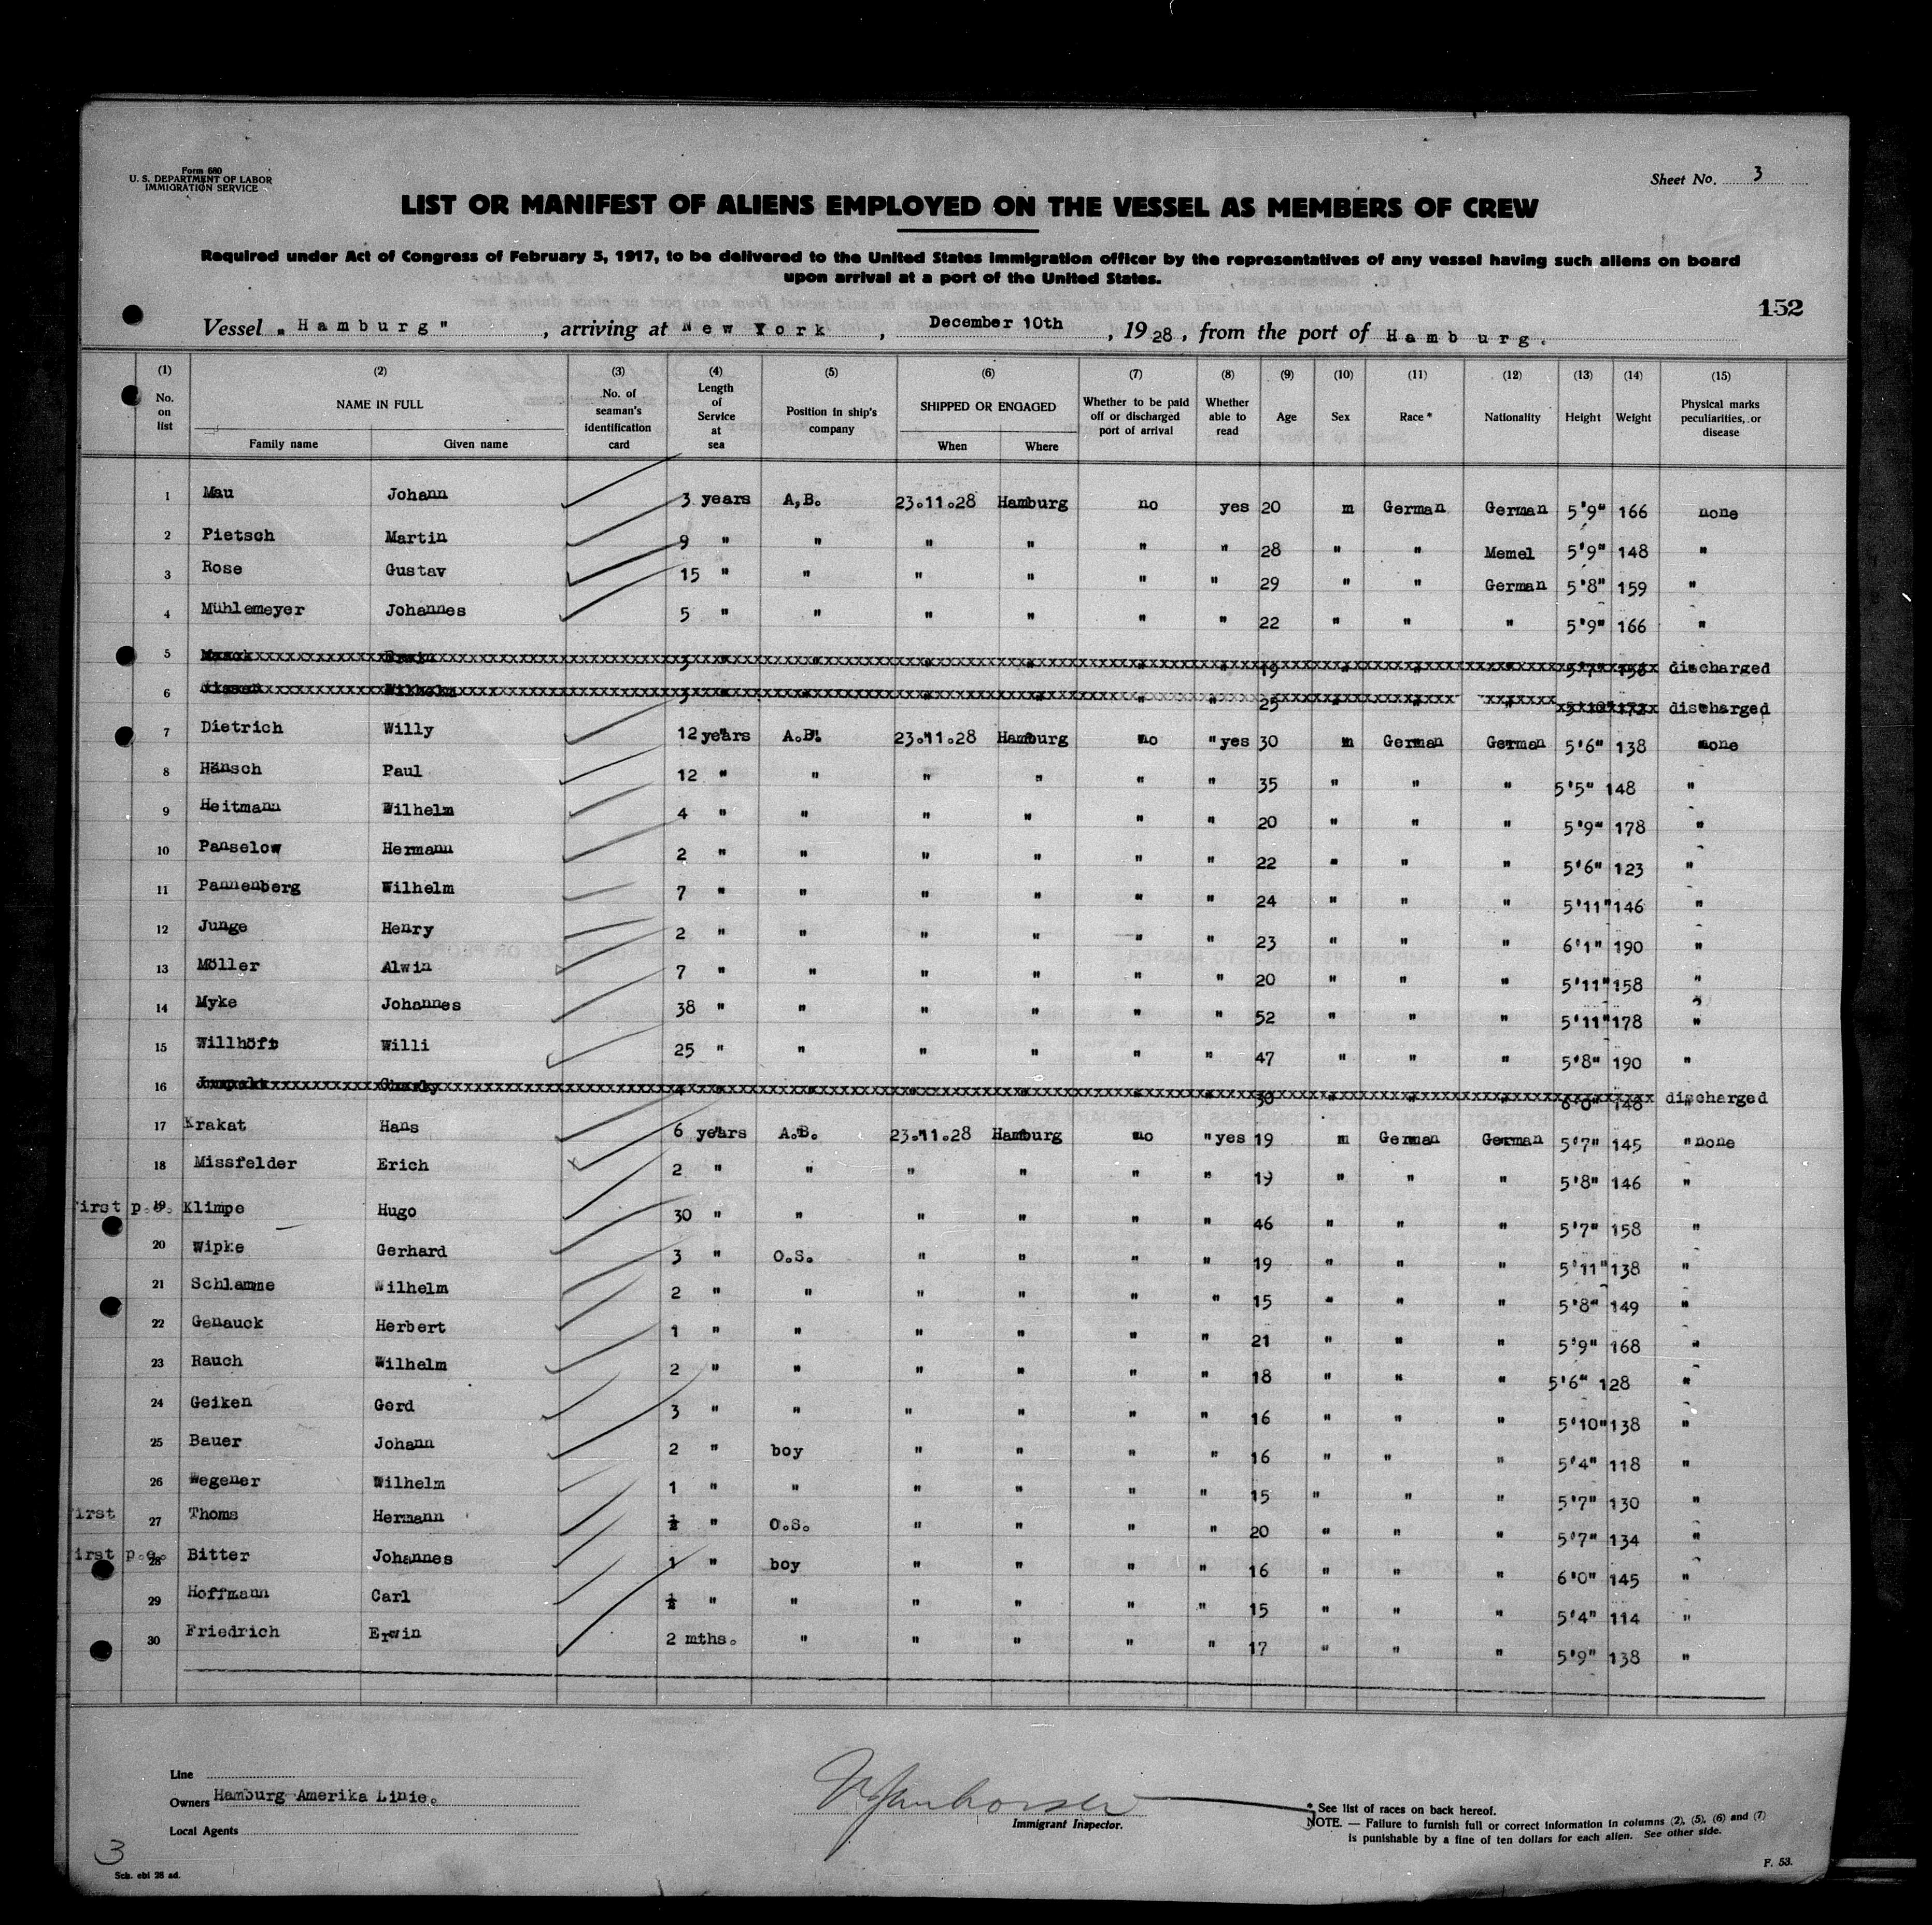 Form 680
U. S. DEPARTMENT OF LABOR
IMMIGRATION SERVICE
Sheet No. 3
LIST OR MANIFEST OF ALIENS EMPLOYED ON THE VESSEL AS MEMBERS OF CREW
Required under Act of Congress of February 5, 1917, to be delivered to the United States immigration officer by the representatives of any vessel having such aliens on board
upon arrival at a port of the United States.
152
Vessel „Hamburg", arriving at New York, December 10th, 1928, from the port of Hamburg.
(1) (2) (3) (4) (5) (6) (7) (8) (9) (10) (11) (12) (13) (14) (15)
No. on list NAME IN FULL Family name Given name No. of seaman's identification card Length of Service at sea Position in ship's company SHIPPED OR ENGAGED When Where Whether to be paid off or discharged port of arrival Whether able to read Age Sex Race* Nationality Height Weight Physical marks peculiarities, or disease
1 Mau Johann 3 years A,B. 23.11.28 Hamburg no yes 20 m German German 5'9" 166 none
2 Pietsch Martin 9 " " " " " " 28 " " Memel 5'9" 148 "
3 Rose Gustav 15 " " " " " " 29 " " German 5'8" 159 "
4 Mühlemeyer Johannes 5 " " " " " " 22 " " " 5'9" 166 "
5 Erwin 3 " " " " " " 19 " " " 5'7" discharged
6 Wilhelm " " " " " " 25 " " " 5'10" 172 discharged
7 Dietrich Willy 12 years A.B. 23.11.28 Hamburg no " yes 30 m German German 5'6" 138 none
8 Hänsch Paul 12 " " " " " " 35 " " " 5'5" 148 "
9 Heitmann Wilhelm 4 " " " " " " 20 " " " 5'9" 178 "
10 Panselow Hermann 2 " " " " " " 22 " " " 5'6" 123 "
11 Pannenberg Wilhelm 7 " " " " " " 24 " " " 5'11" 146 "
12 Junge Henry 2 " " " " " " 23 " " " 6'1" 190 "
13 Möller Alwin 7 " " " " " " 20 " " " 5'11" 158 "
14 Myke Johannes 38 " " " " " " 52 " " " 5'11" 178 "
15 Willhöft Willi 25 " " " " " " 47 " " " 5'8" 190 "
16 4 " " " " " " 30 " " " 6'0" 148 discharged
17 Krakat Hans 6 years A.B. 23.11.28 Hamburg no " yes 19 m German German 5'7" 145 " none
18 Missfelder Erich 2 " " " " " " 19 " " " 5'8" 146 "
first p.e. 19 Klimpe Hugo 30 " " " " " " 46 " " " 5'7" 158 "
20 Wipke Gerhard 3 " O.S. " " " " 19 " " " 5'11" 138 "
21 Schlamme Wilhelm 2 " " " " " " 15 " " " 5'8" 149 "
22 Genauck Herbert 1 " " " " " " 21 " " " 5'9" 168 "
23 Rauch Wilhelm 2 " " " " " " 18 " " " 5'6" 128 "
24 Geiken Gerd 3 " " " " " " 16 " " " 5'10" 138 "
25 Bauer Johann 2 " boy " " " " 16 " " " 5'4" 118 "
26 Wegener Wilhelm 1 " " " " " " 15 " " " 5'7" 130 "
first 27 Thoms Hermann ½ " O.S. " " " " 20 " " " 5'7" 134 "
first p.e. 28 Bitter Johannes 1 " boy " " " " 16 " " " 6'0" 145 "
29 Hoffmann Carl ½ " " " " " " 15 " " " 5'4" 114 "
30 Friedrich Erwin 2 mths. " " " " " 17 " " " 5'9" 138 "
Line
Owners Hamburg Amerika Linie.
Local Agents
Immigrant Inspector.
* See list of races on back hereof.
NOTE. — Failure to furnish full or correct information in columns (2), (5), (6) and (7)
is punishable by a fine of ten dollars for each alien. See other side.
3
Sch. ebi 28 ad.
F. 53.